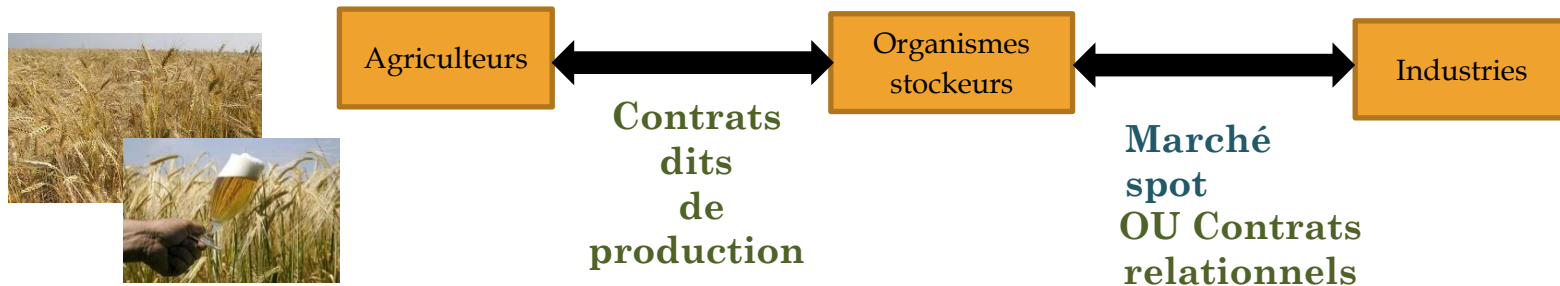 Agriculteurs
Organismes
stockeurs
Industries
Contrats
dits
de
production
Marché
spot
OU Contrats
relationnels